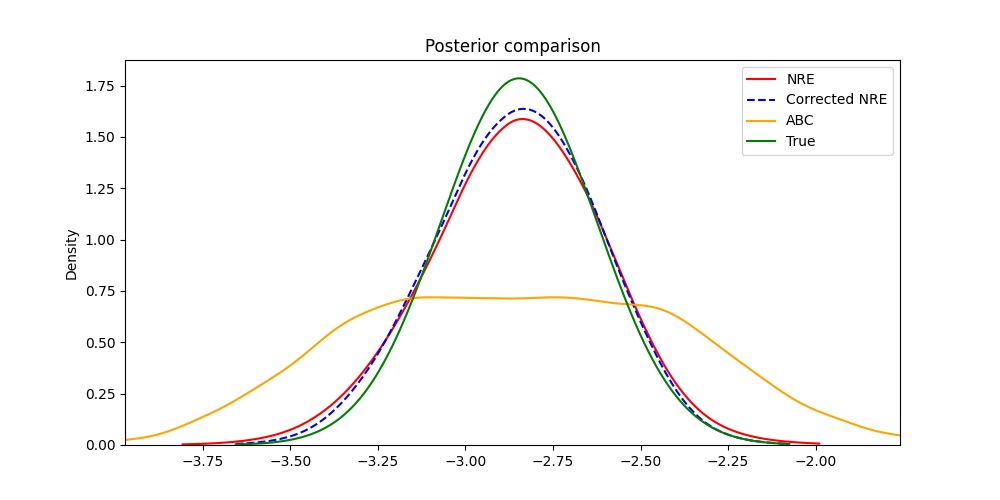 Posterior comparison
NRE
Corrected NRE
ABC
True
Density
1.75
1.50
1.25
1.00
0.75
0.50
0.25
0.00
−3.75 −3.50 −3.25 −3.00 −2.75 −2.50 −2.25 −2.00